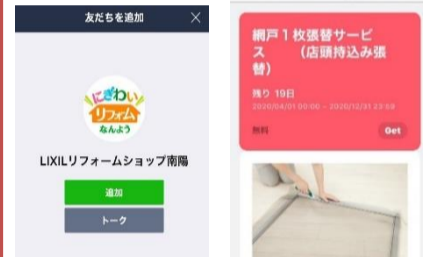 友だちを追加
にぎわい
リフォム
なんよう
LIXILリフォームショップ南陽
追加
トーク
網戸1枚張替サービ
ス　　(店頭持込み張
替)
残り 19日
2020/04/01 00:00 ~ 2020/12/31 23:59
無料
Get